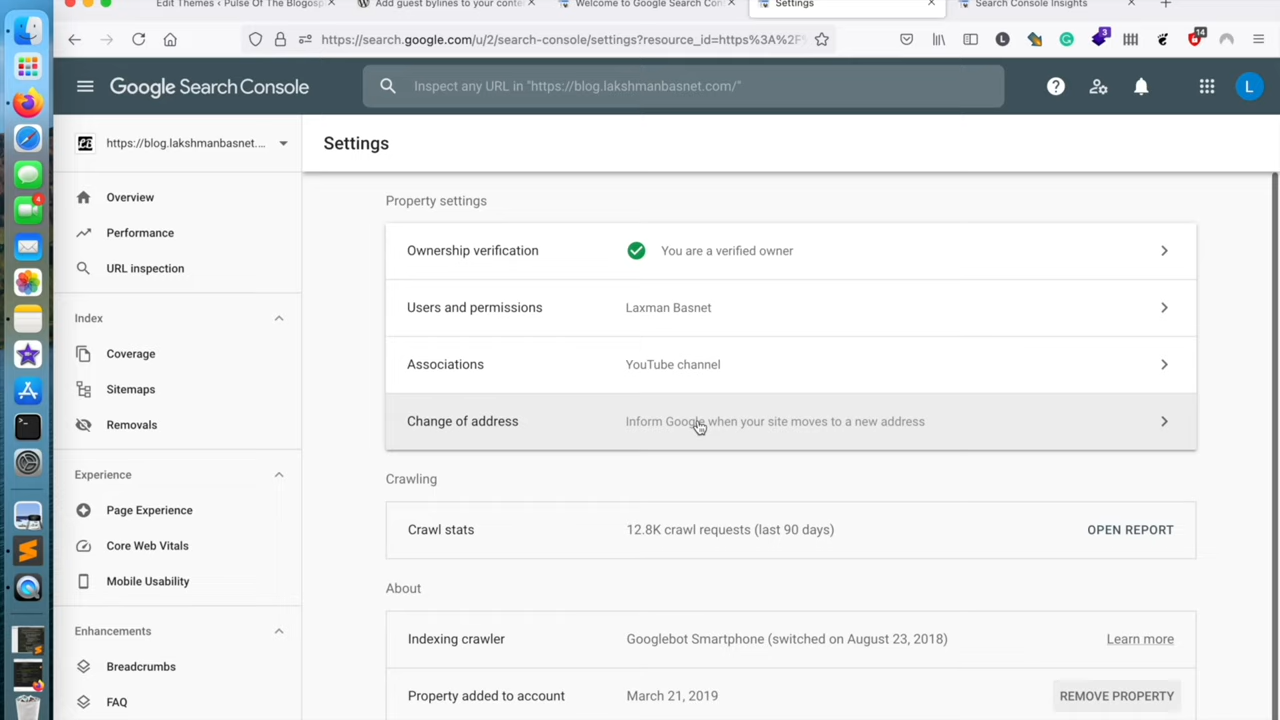 Edit Themes ‹ Pulse Of The Blogosp
Add guest bylines to your conte
Welcome to Google Search Con
Settings
Search Console Insights
https://search.google.com/u/2/search-console/settings?resource_id=https%3A%2F
3
14
Google Search Console
Inspect any URL in "https://blog.lakshmanbasnet.com/"
L
https://blog.lakshmanbasnet....
Settings
Overview
Performance
URL inspection
Index
Coverage
Sitemaps
Removals
Experience
Page Experience
Core Web Vitals
Mobile Usability
Enhancements
Breadcrumbs
FAQ
Property settings
Ownership verification
You are a verified owner
Users and permissions
Laxman Basnet
Associations
YouTube channel
Change of address
Inform Google when your site moves to a new address
Crawling
Crawl stats
12.8K crawl requests (last 90 days)
OPEN REPORT
About
Indexing crawler
Googlebot Smartphone (switched on August 23, 2018)
Learn more
Property added to account
March 21, 2019
REMOVE PROPERTY
4